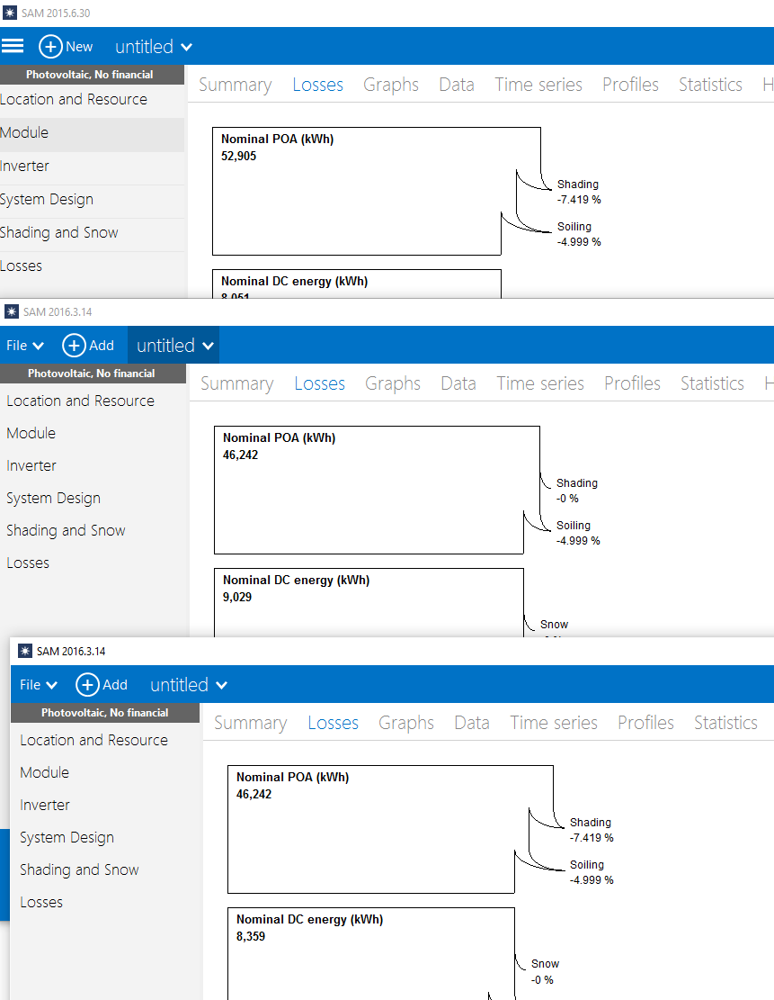 SAM 2015.6.30
New untitled
Photovoltaic, No financial
Summary Losses Graphs Data Time series Profiles Statistics H
Location and Resource
Module
Inverter
System Design
Shading and Snow
Losses
Nominal POA (kWh)
52,905
Shading
-7.419 %
Soiling
-4.999 %
Nominal DC energy (kWh)
8,051
SAM 2016.3.14
File Add untitled
Photovoltaic, No financial
Summary Losses Graphs Data Time series Profiles Statistics H
Location and Resource
Module
Inverter
System Design
Shading and Snow
Losses
Nominal POA (kWh)
46,242
Shading
-0 %
Soiling
-4.999 %
Nominal DC energy (kWh)
9,029
Snow
SAM 2016.3.14
File Add untitled
Photovoltaic, No financial
Summary Losses Graphs Data Time series Profiles Statistics
Location and Resource
Module
Inverter
System Design
Shading and Snow
Losses
Nominal POA (kWh)
46,242
Shading
-7.419 %
Soiling
-4.999 %
Nominal DC energy (kWh)
8,359
Snow
-0 %